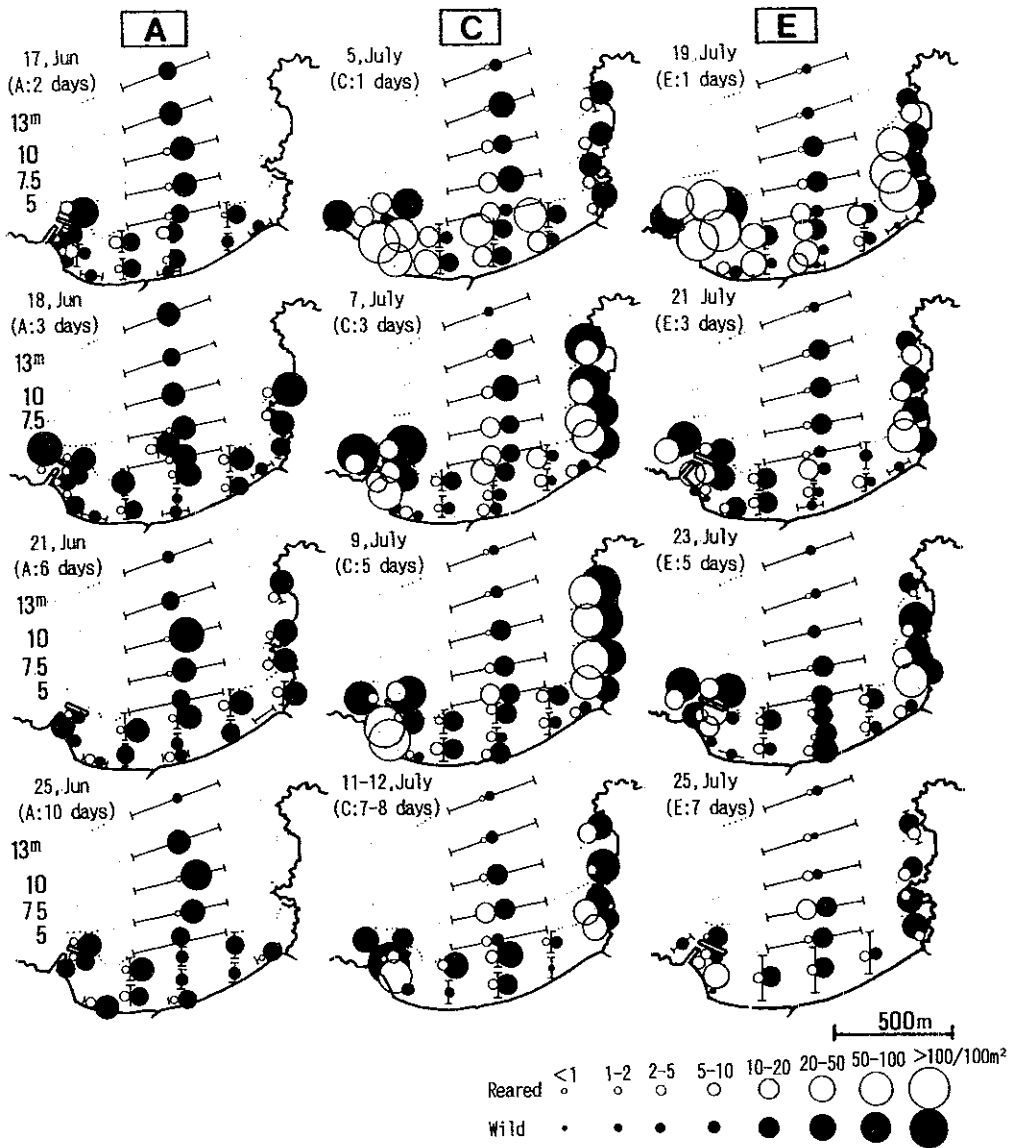 A C E
17, Jun
(A:2 days)
5, July
(C:1 days)
19, July
(E:1 days)
13m
10
7.5
5
18, Jun
(A:3 days)
7, July
(C:3 days)
21 July
(E:3 days)
13m
10
7.5
21, Jun
(A:6 days)
9, July
(C:5 days)
23, July
(E:5 days)
13m
10
7.5
5
25, Jun
(A:10 days)
11-12, July
(C:7-8 days)
25, July
(E:7 days)
13m
10
7 5
5
500m
<1 1-2 2-5 5-10 10-20 20-50 50-100 >100/100m²
Reared
Wild